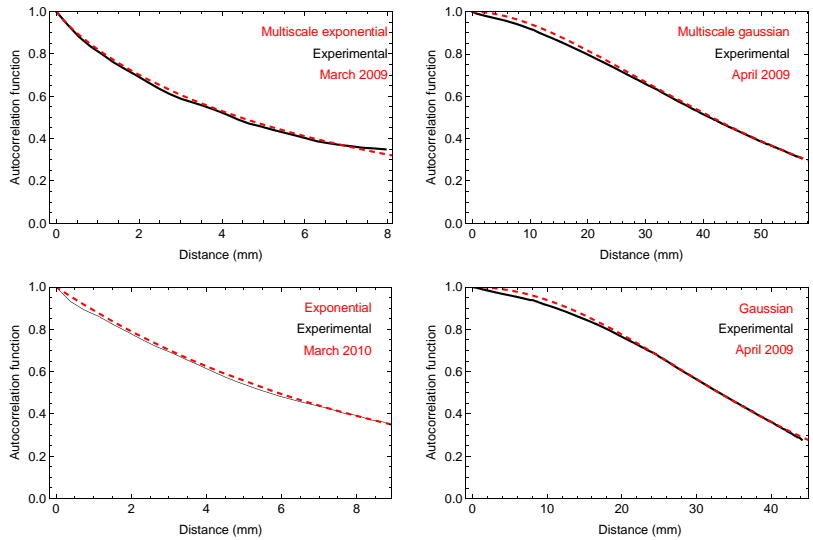 1.0
0.8
0.6
0.4
0.2
0.0
Autocorrelation function
Multiscale exponential
Experimental
March 2009
0 2 4 6 8
Distance (mm)
1.0
0.8
0.6
0.4
0.2
0.0
Autocorrelation function
Multiscale gaussian
Experimental
April 2009
0 10 20 30 40 50
Distance (mm)
1.0
0.8
0.6
0.4
0.2
0.0
Autocorrelation function
Exponential
Experimental
March 2010
0 2 4 6 8
Distance (mm)
1.0
0.8
0.6
0.4
0.2
0.0
Autocorrelation function
Gaussian
Experimental
April 2009
0 10 20 30 40
Distance (mm)